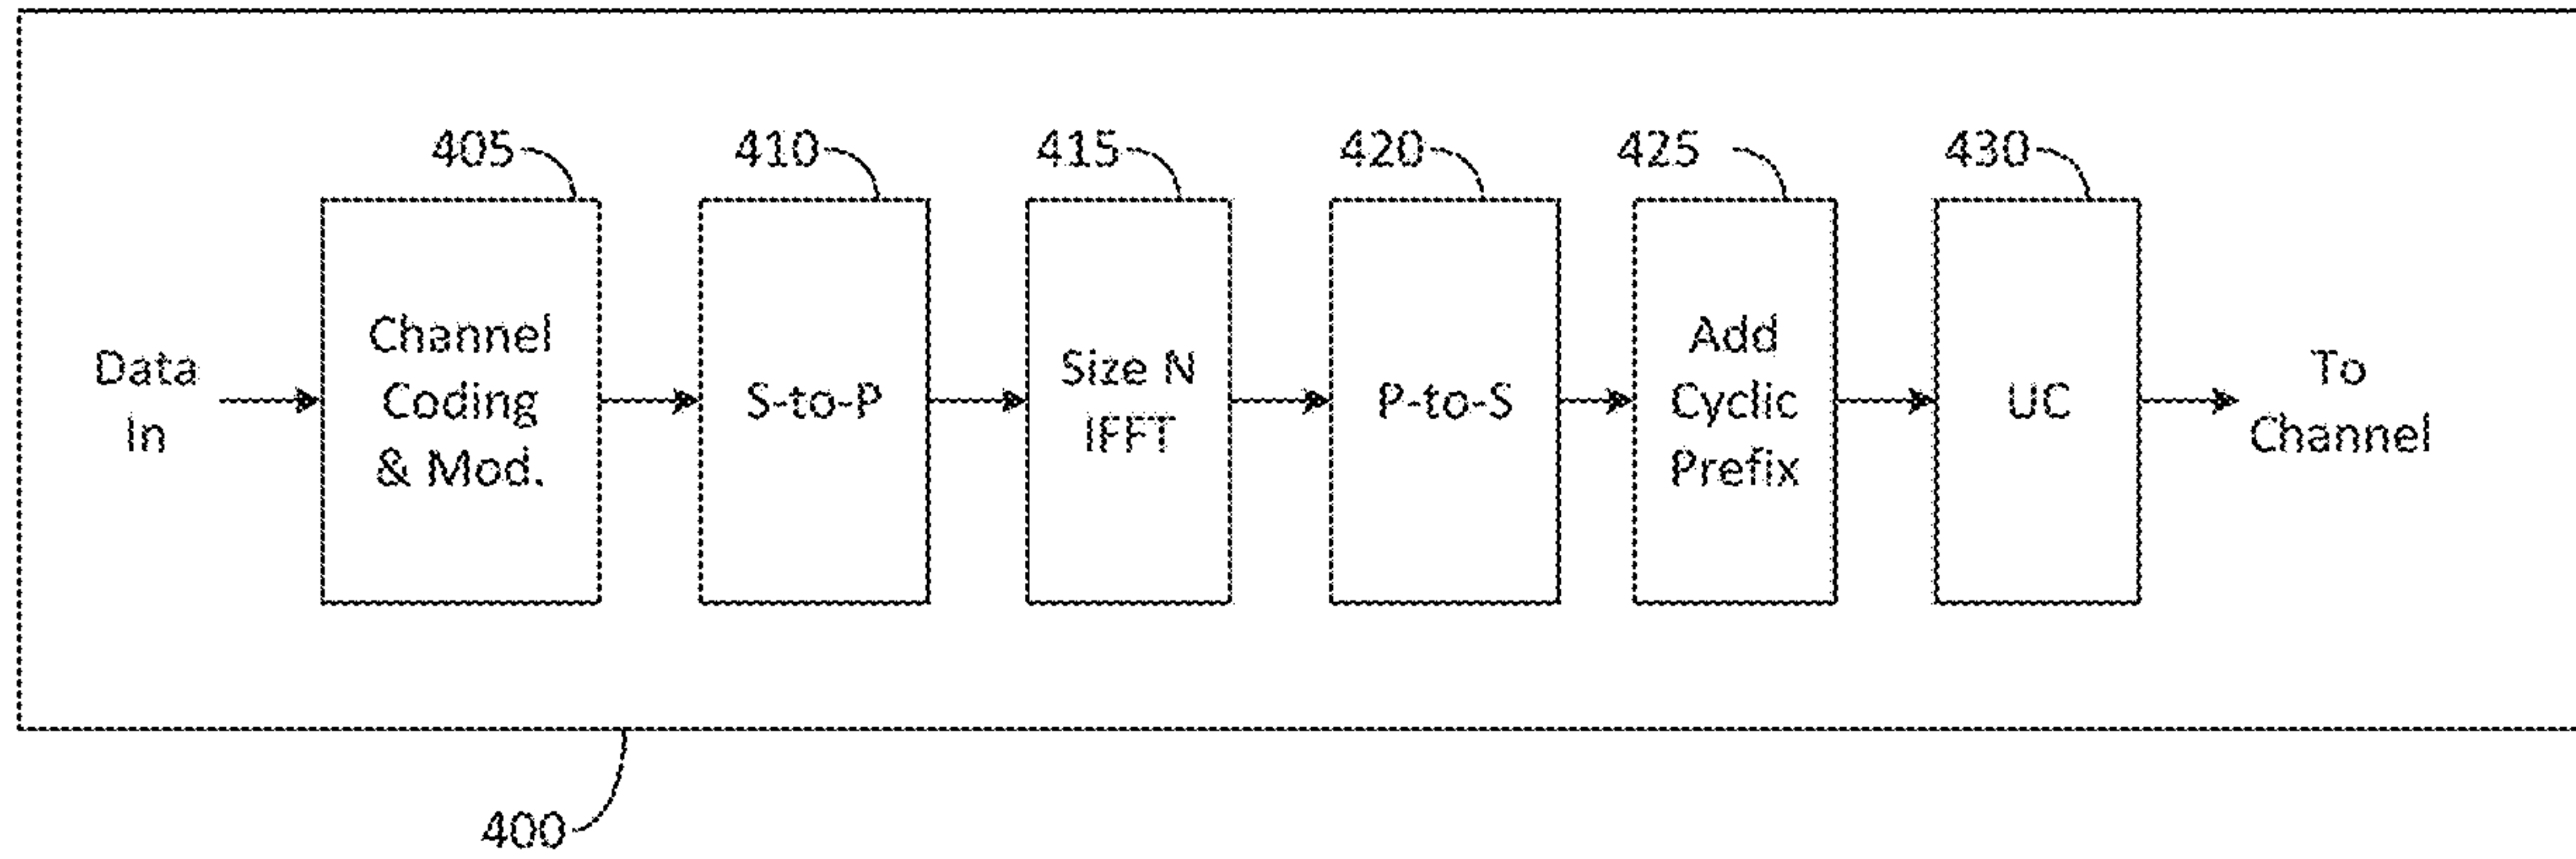 405
410
415
420
425
430
Data
In
Channel
Coding
& Mod.
S-to-P
Size N
IFFT
P-to-S
Add
Cyclic
Prefix
UC
To
Channel
400